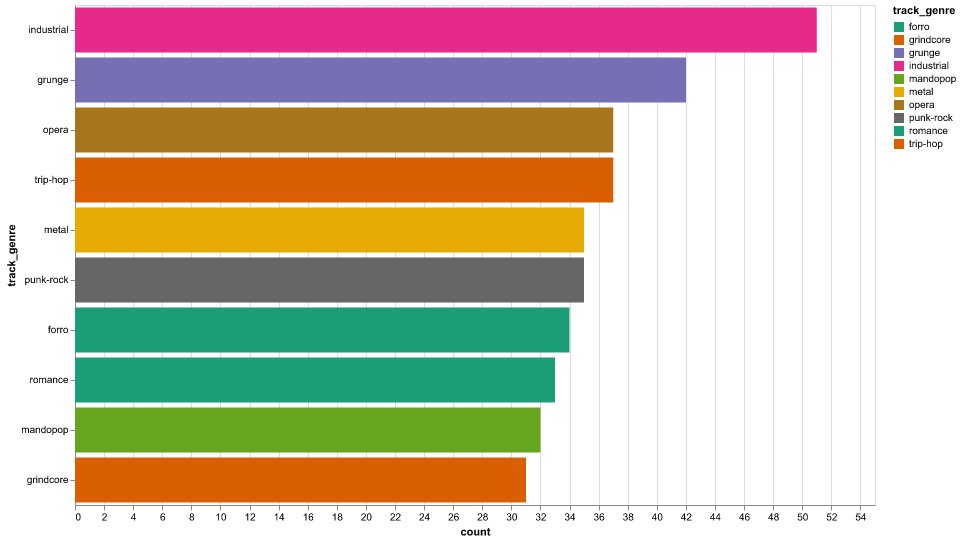 track_genre
industrial
grunge
opera
trip-hop
metal
punk-rock
forro
romance
mandopop
grindcore
0 2 4 6 8 10 12 14 16 18 20 22 24 26 28 30 32 34 36 38 40 42 44 46 48 50 52 54
count
track_genre
forro
grindcore
grunge
industrial
mandopop
metal
opera
punk-rock
romance
trip-hop